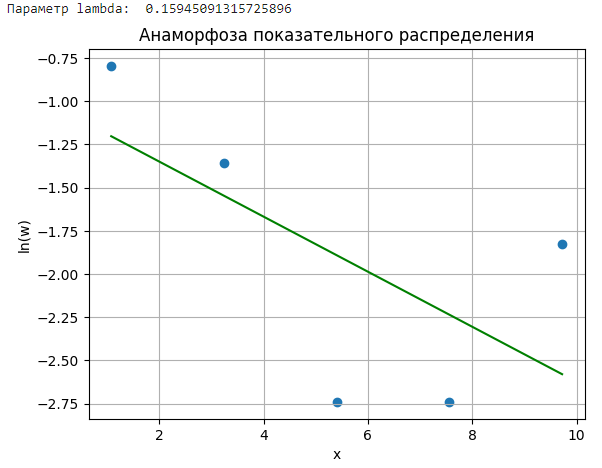 Параметр lambda:  0.15945091315725896
Анаморфоза показательного распределения
−0.75
−1.00
−1.25
−1.50
−1.75
−2.00
−2.25
−2.50
−2.75
ln(w)
2 4 6 8 10
x